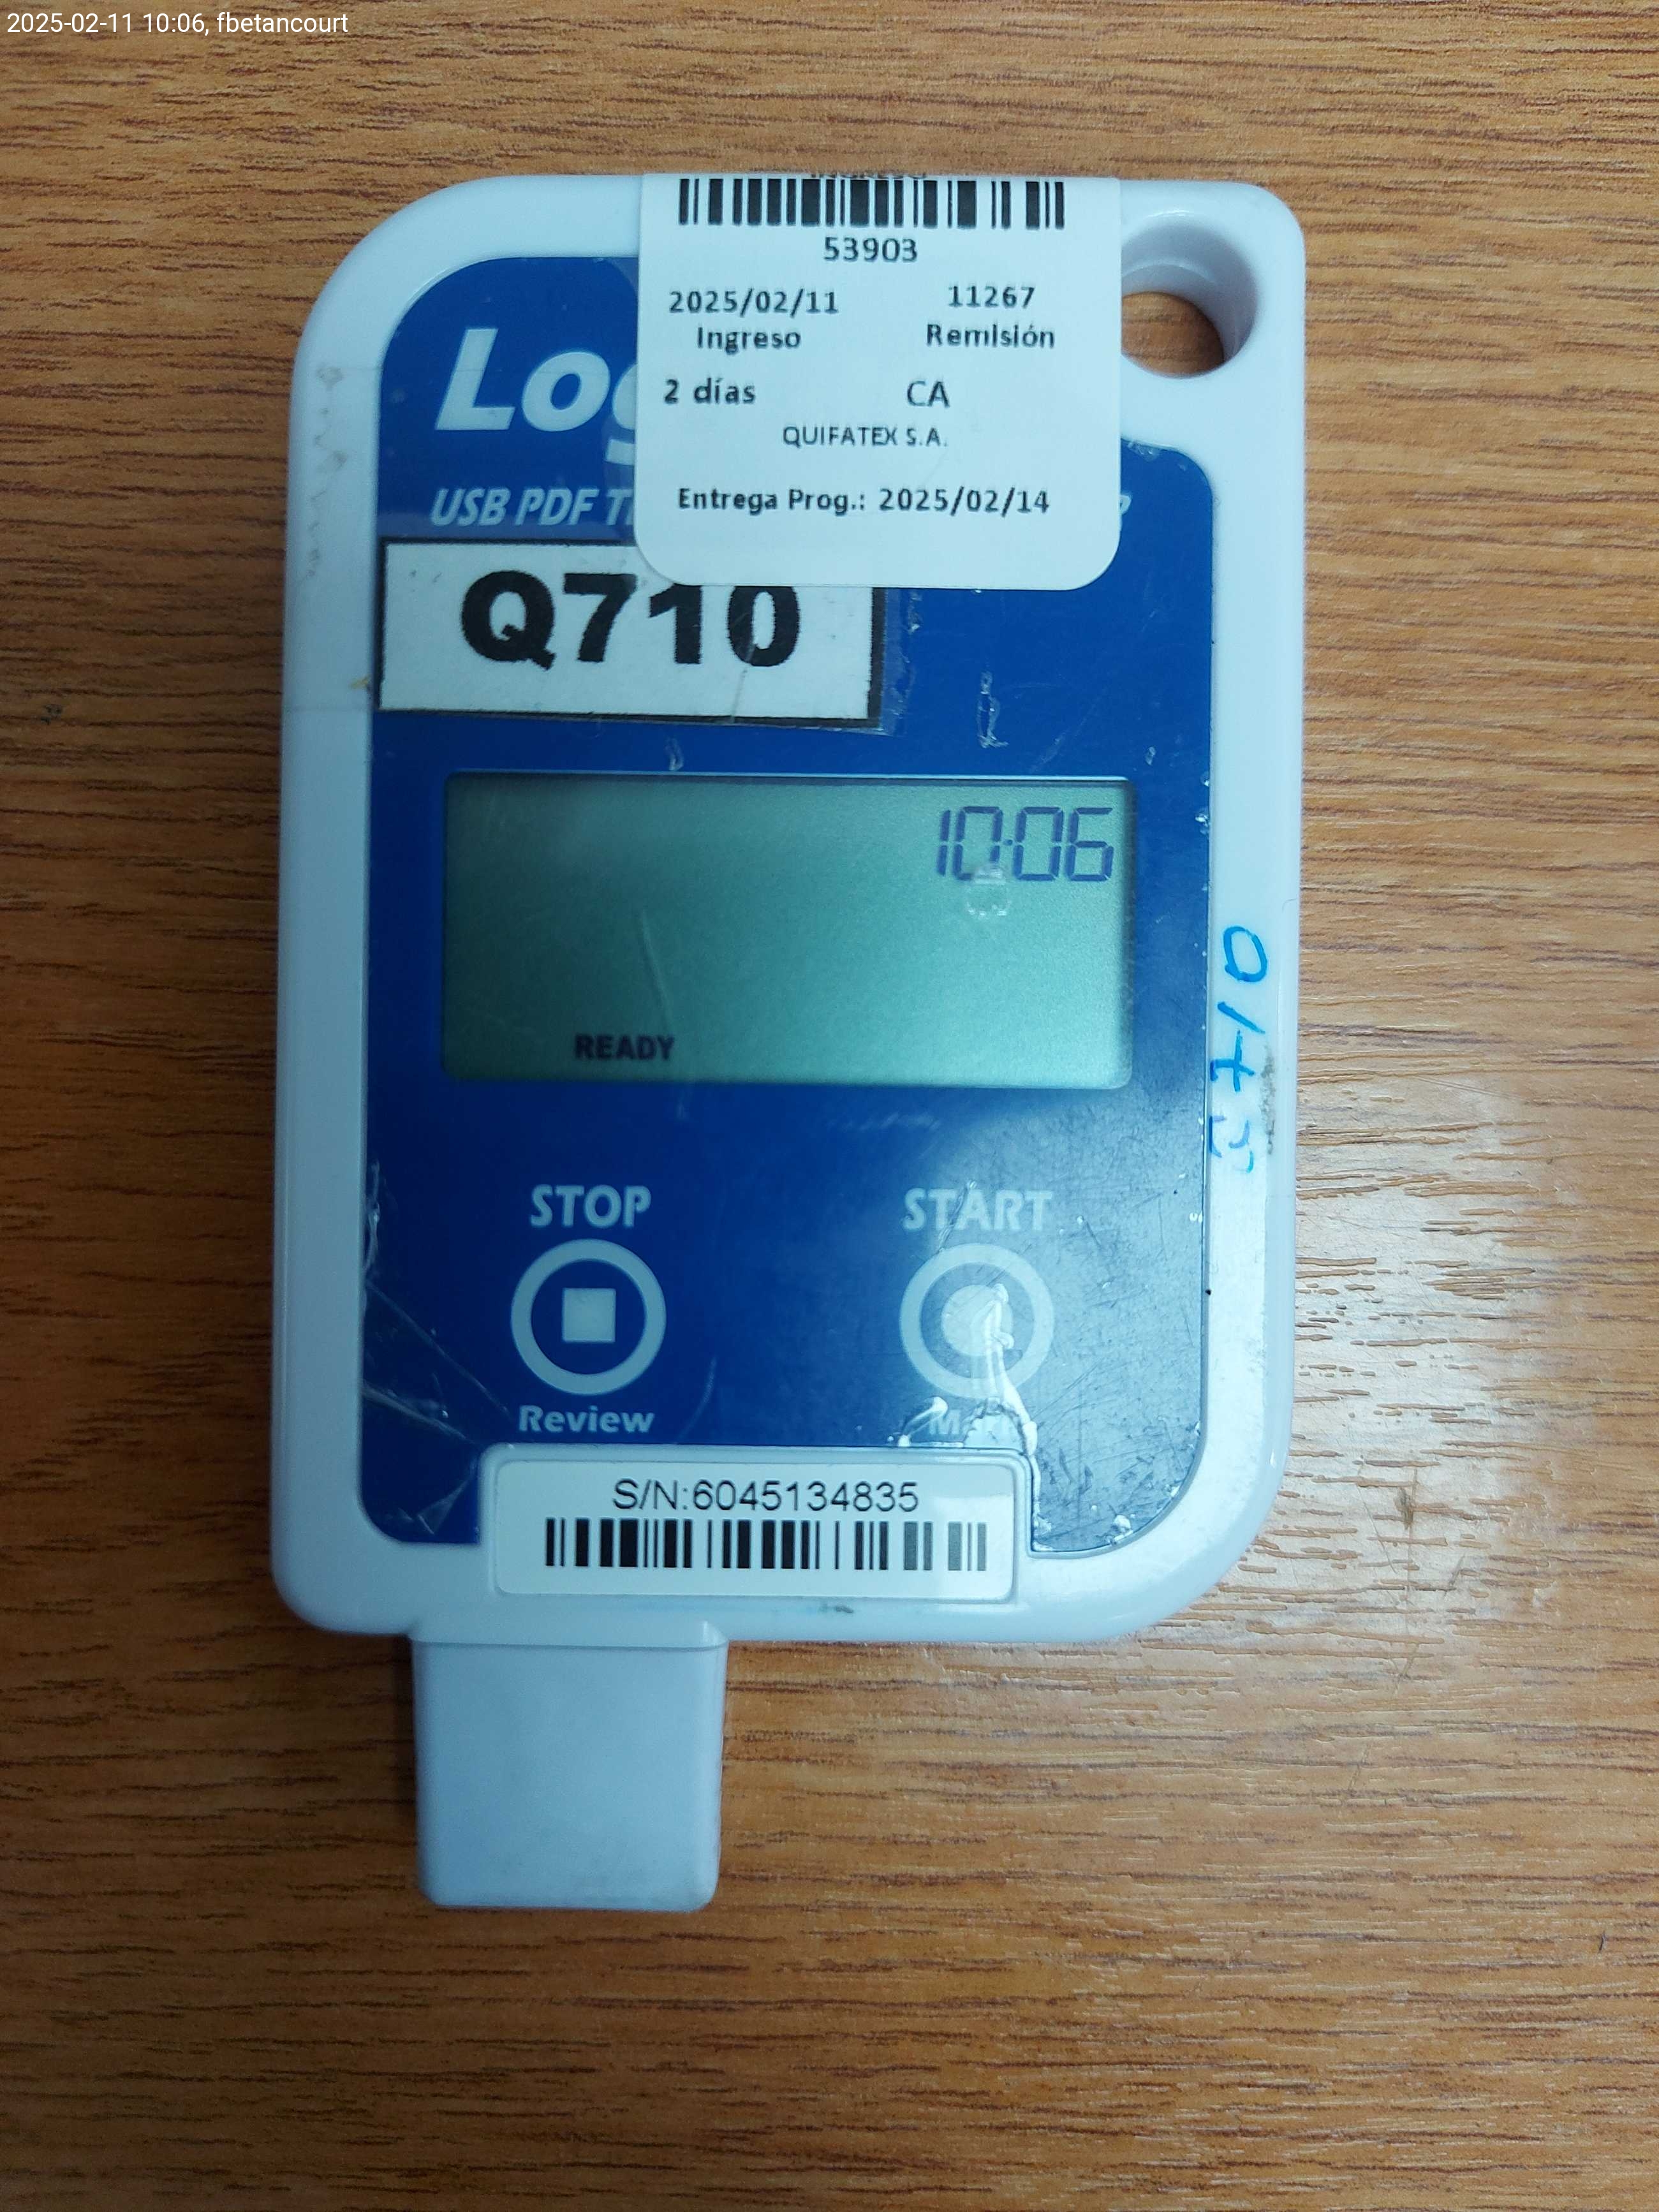 2025-02-11 10:06, fbetancourt
53903
2025/02/11 11267
Ingreso Remisión
2 días CA
QUIFATEX S.A.
Entrega Prog.: 2025/02/14
USB PDF
Q710
10:06
READY
STOP START
Review
S/N:6045134835